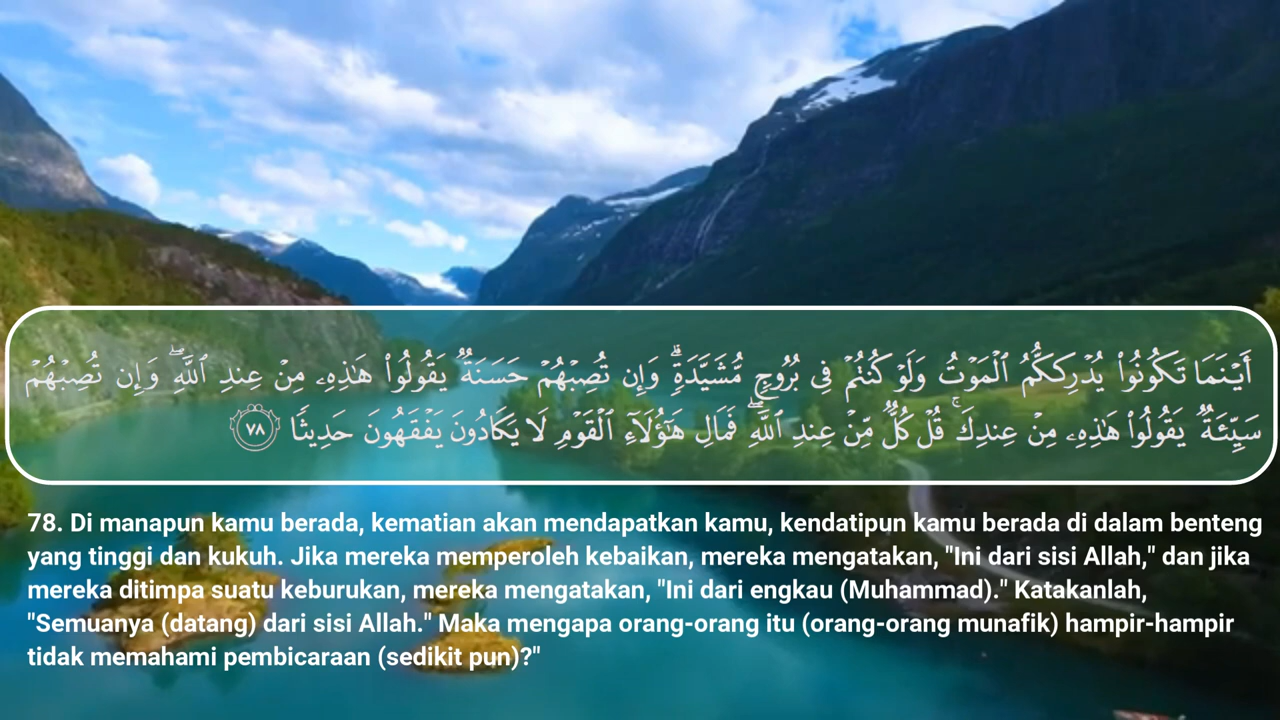 أَيۡنَمَا تَكُونُواْ يُدۡرِككُّمُ ٱلۡمَوۡتُ وَلَوۡ كُنتُمۡ فِي بُرُوجٖ مُّشَيَّدَةٖۗ وَإِن تُصِبۡهُمۡ حَسَنَةٞ يَقُولُواْ هَٰذِهِۦ مِنۡ عِندِ ٱللَّهِۖ وَإِن تُصِبۡهُمۡ
سَيِّئَةٞ يَقُولُواْ هَٰذِهِۦ مِنۡ عِندِكَۚ قُلۡ كُلّٞ مِّنۡ عِندِ ٱللَّهِۖ فَمَالِ هَٰٓؤُلَآءِ ٱلۡقَوۡمِ لَا يَكَادُونَ يَفۡقَهُونَ حَدِيثٗا ٧٨
78. Di manapun kamu berada, kematian akan mendapatkan kamu, kendatipun kamu berada di dalam benteng
yang tinggi dan kukuh. Jika mereka memperoleh kebaikan, mereka mengatakan, "Ini dari sisi Allah," dan jika
mereka ditimpa suatu keburukan, mereka mengatakan, "Ini dari engkau (Muhammad)." Katakanlah,
"Semuanya (datang) dari sisi Allah." Maka mengapa orang-orang itu (orang-orang munafik) hampir-hampir
tidak memahami pembicaraan (sedikit pun)?"